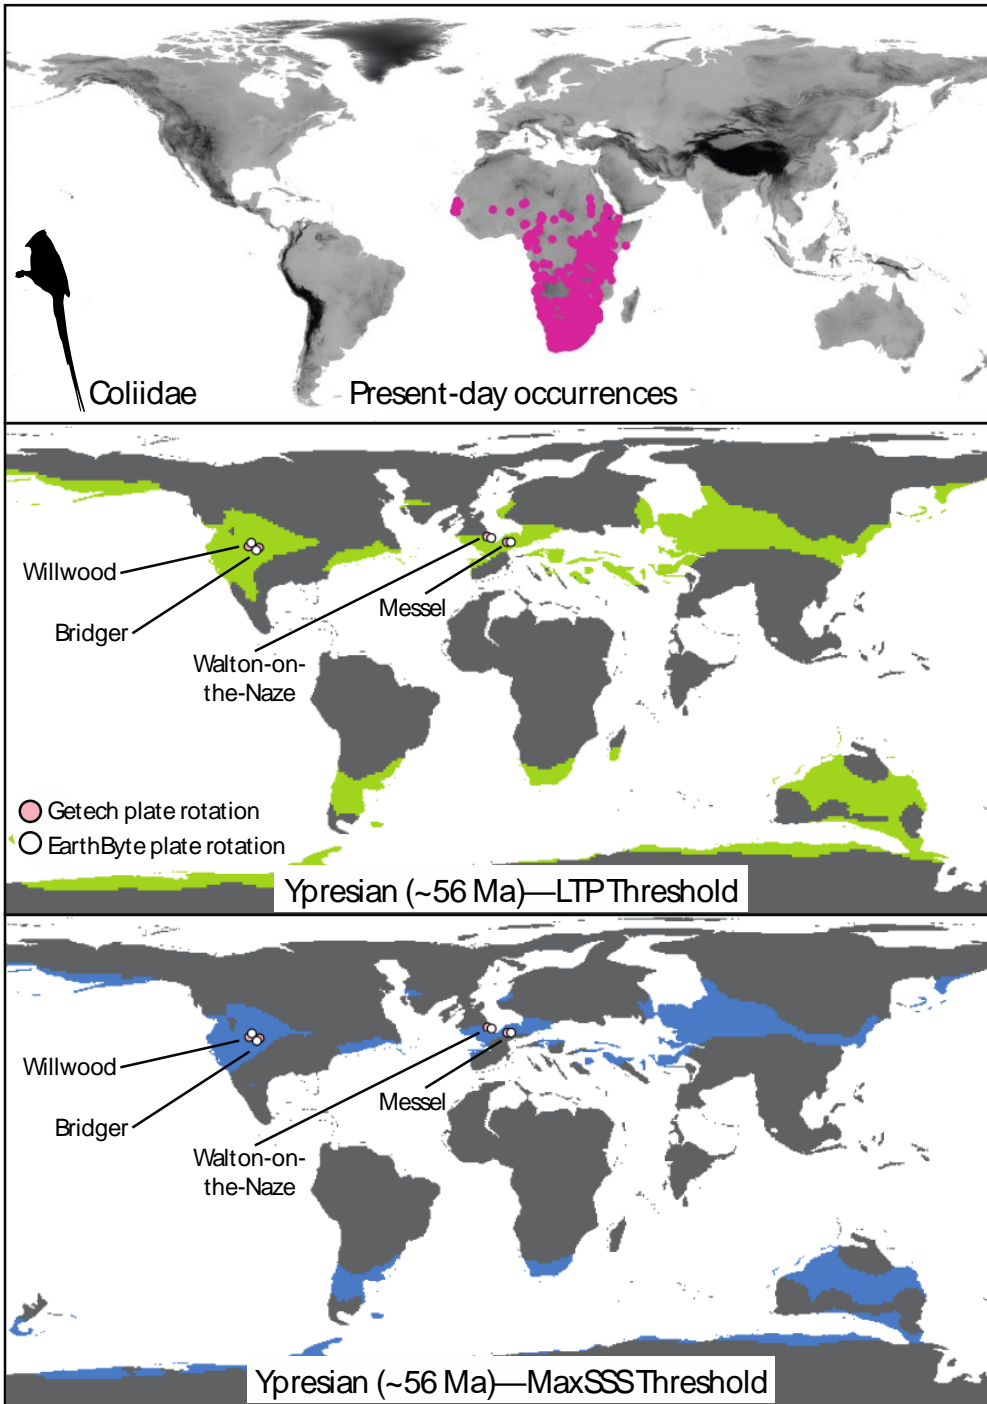 Coliidae
Present-day occurrences
Willwood
Bridger
Messel
Walton-on-
the-Naze
Getech plate rotation
EarthByte plate rotation
Ypresian (~56 Ma)—LTP Threshold
Willwood
Bridger
Messel
Walton-on-
the-Naze
Ypresian (~56 Ma)—MaxSSS Threshold